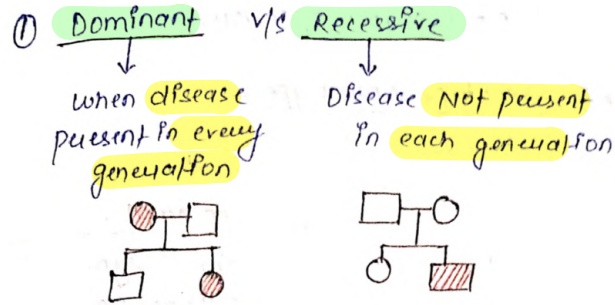 ① Dominant v/s Recessive
when disease
present in every
generation
Disease Not present
in each generation